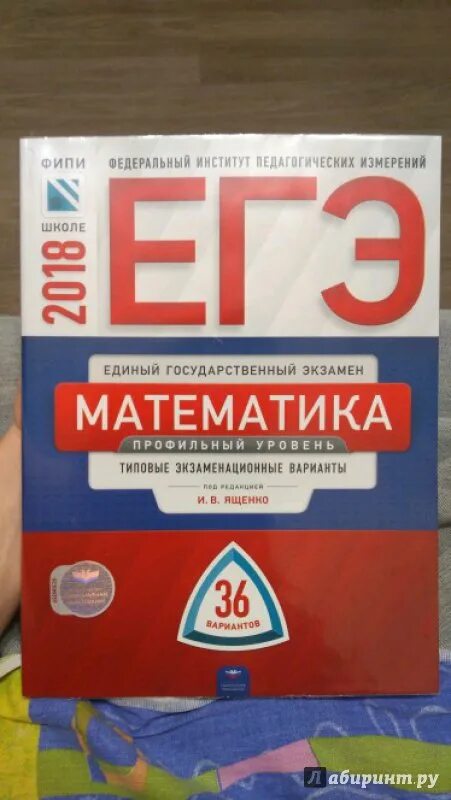 ФИПИ
ШКОЛЕ
2018
ФЕДЕРАЛЬНЫЙ ИНСТИТУТ ПЕДАГОГИЧЕСКИХ ИЗМЕРЕНИЙ
ЕГЭ
ЕДИНЫЙ ГОСУДАРСТВЕННЫЙ ЭКЗАМЕН
МАТЕМАТИКА
ПРОФИЛЬНЫЙ УРОВЕНЬ
ТИПОВЫЕ ЭКЗАМЕНАЦИОННЫЕ ВАРИАНТЫ
ПОД РЕДАКЦИЕЙ
И. В. ЯЩЕНКО
36
ВАРИАНТОВ
Лабиринт.ру